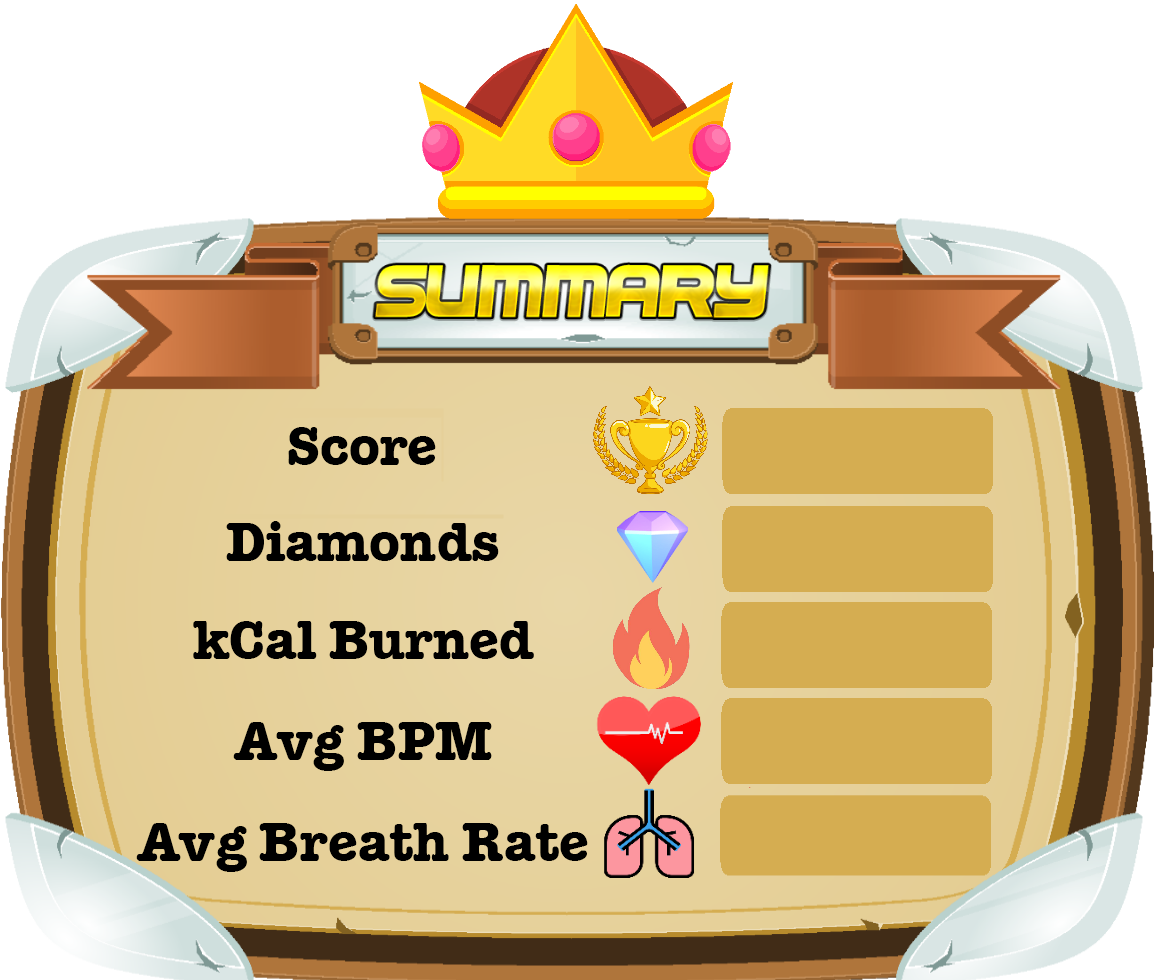 SUMMARY
Score
Diamonds
kCal Burned
Avg BPM
Avg Breath Rate